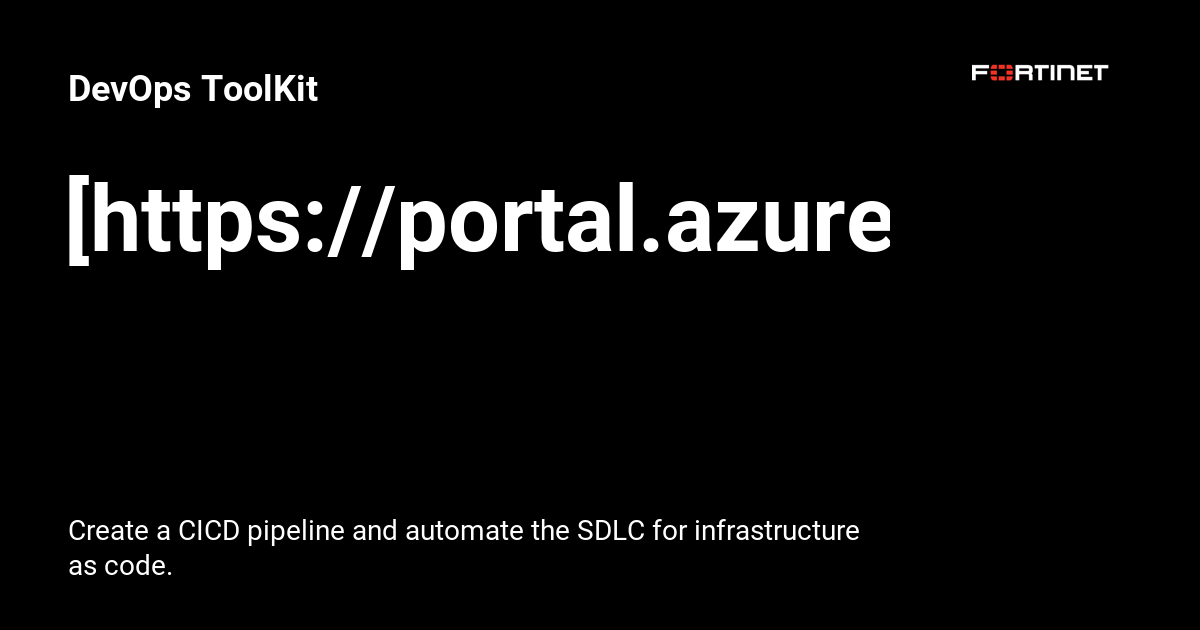 DevOps ToolKit
FORTINET
[https://portal.azure
Create a CICD pipeline and automate the SDLC for infrastructure
as code.